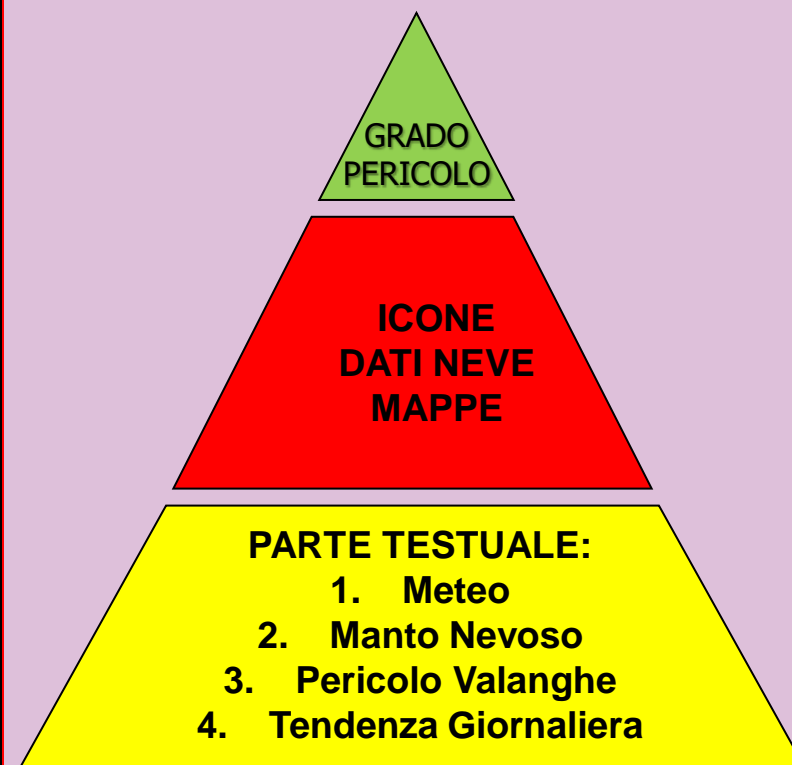 GRADO
PERICOLO
ICONE
DATI NEVE
MAPPE
PARTE TESTUALE:
1. Meteo
2. Manto Nevoso
3. Pericolo Valanghe
4. Tendenza Giornaliera